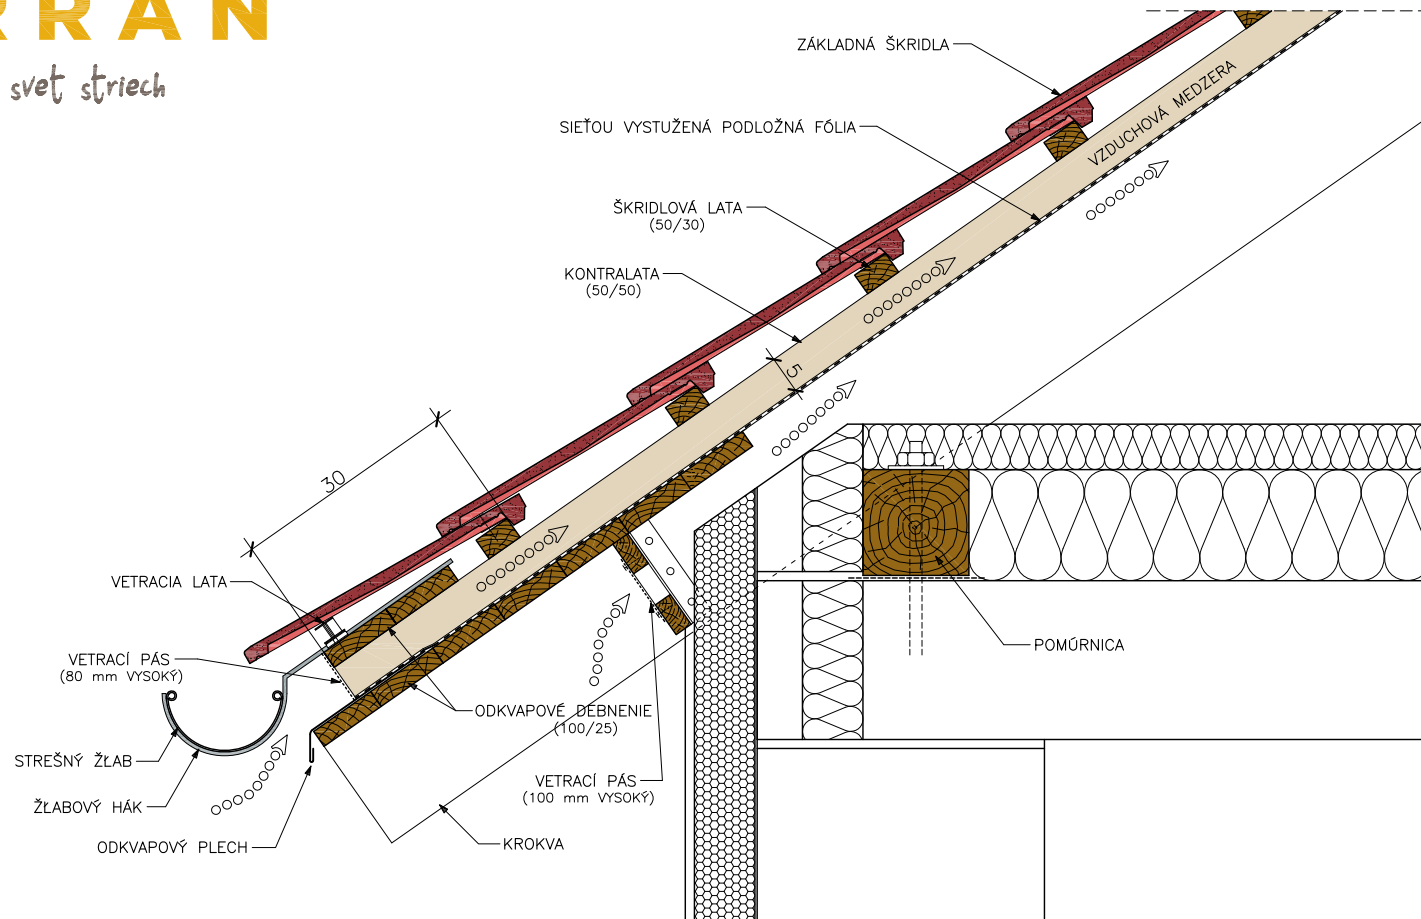 RRAN
svet striech
ZÁKLADNÁ ŠKRIDLA
SIEŤOU VYSTUŽENÁ PODLOŽNÁ FÓLIA
VZDUCHOVÁ MEDZERA
ŠKRIDLOVÁ LATA
(50/30)
KONTRALATA
(50/50)
5
30
VETRACIA LATA
VETRACÍ PÁS
(80 mm VYSOKÝ)
STREŠNÝ ŽĽAB
ŽĽABOVÝ HÁK
ODKVAPOVÝ PLECH
ODKVAPOVÉ DEBNENIE
(100/25)
VETRACÍ PÁS
(100 mm VYSOKÝ)
KROKVA
POMÚRNICA